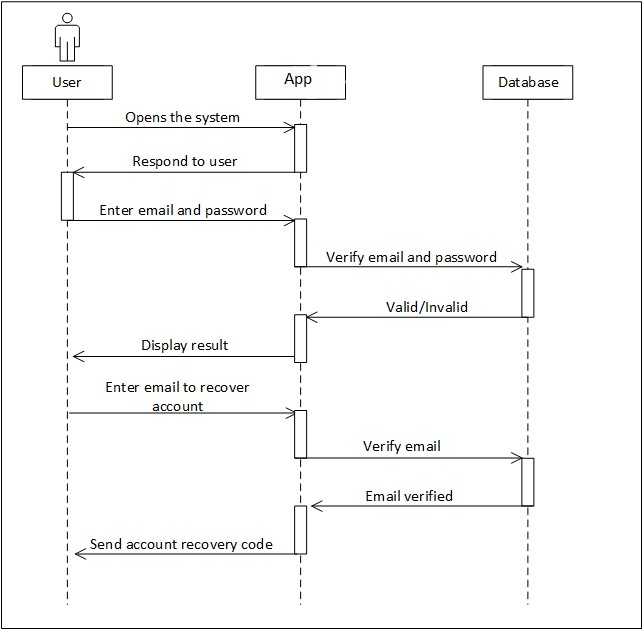 User
App
Database
Opens the system
Respond to user
Enter email and password
Verify email and password
Valid/Invalid
Display result
Enter email to recover
account
Verify email
Email verified
Send account recovery code